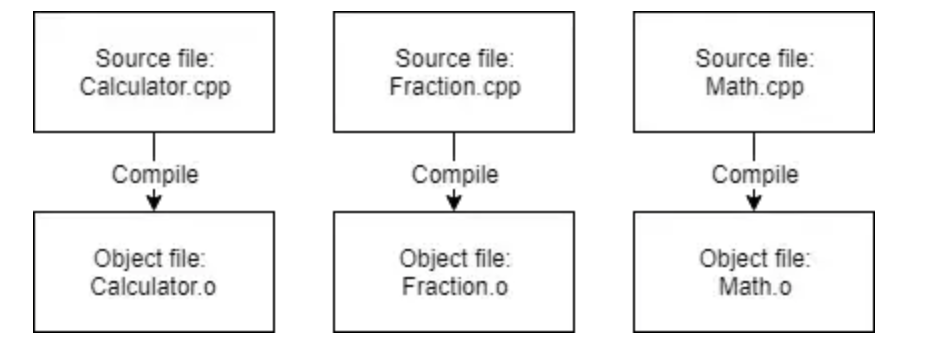 Source file:
Calculator.cpp
Source file:
Fraction.cpp
Source file:
Math.cpp
Compile
Compile
Compile
Object file:
Calculator.o
Object file:
Fraction.o
Object file:
Math.o